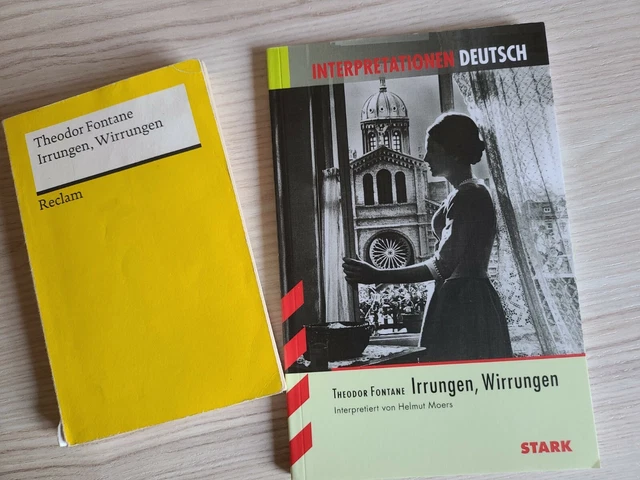 Theodor Fontane
Irrungen, Wirrungen
Reclam
INTERPRETATIONEN DEUTSCH
THEODOR FONTANE Irrungen, Wirrungen
Interpretiert von Helmut Moers
STARK